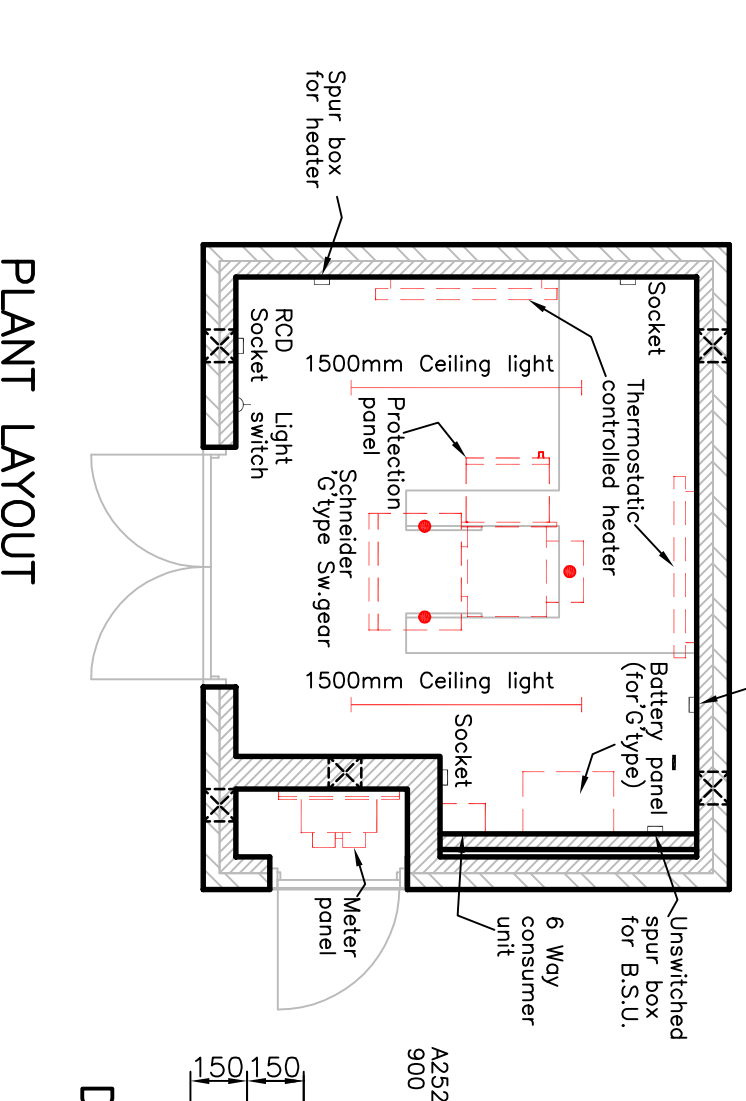 Spur box
for heater
Socket
RCD
Socket
Light
switch
1500mm Ceiling light
Thermostatic
controlled heater
Protection
panel
Schneider
'G'type Sw.gear
1500mm Ceiling light
Battery panel
(for'G'type)
Socket
Meter
panel
6 Way
consumer
unit
Unswitched
spur box
for B.S.U.
PLANT LAYOUT
A252
900
150 150